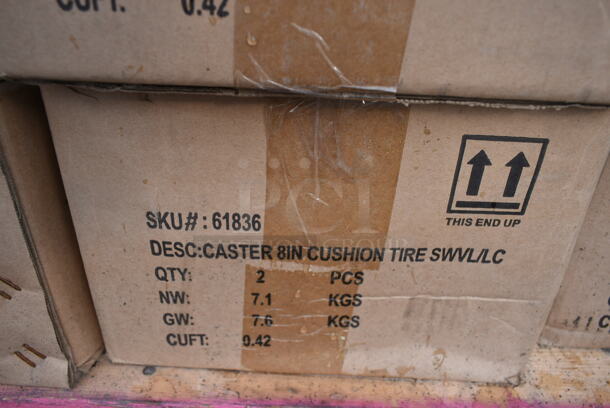 CUFT: 0.42
SKU#: 61836
THIS END UP
DESC:CASTER 8IN CUSHION TIRE SWVL/LC
QTY: 2 PCS
NW: 7.1 KGS
GW: 7.6 KGS
CUFT: 0.42
PCI